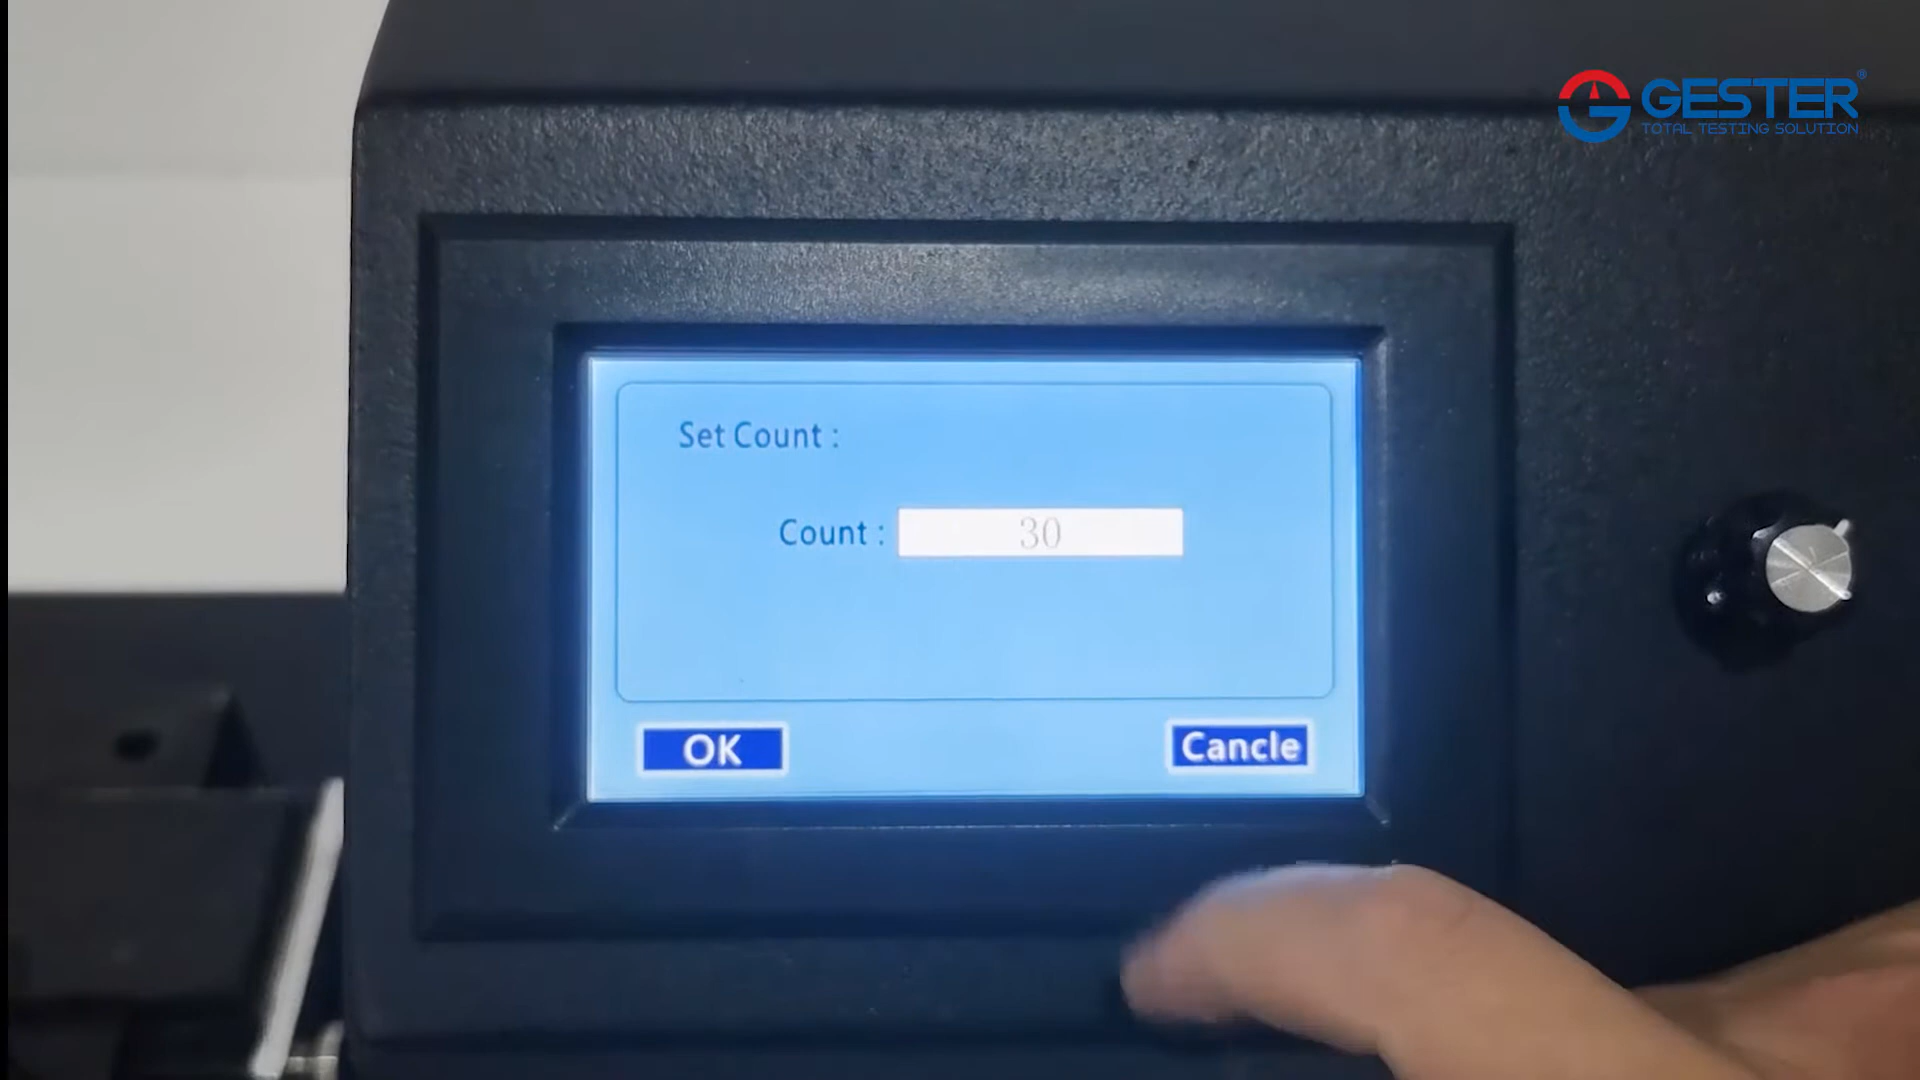 GESTER®
TOTAL TESTING SOLUTION
Set Count :
Count : 30
OK
Cancle